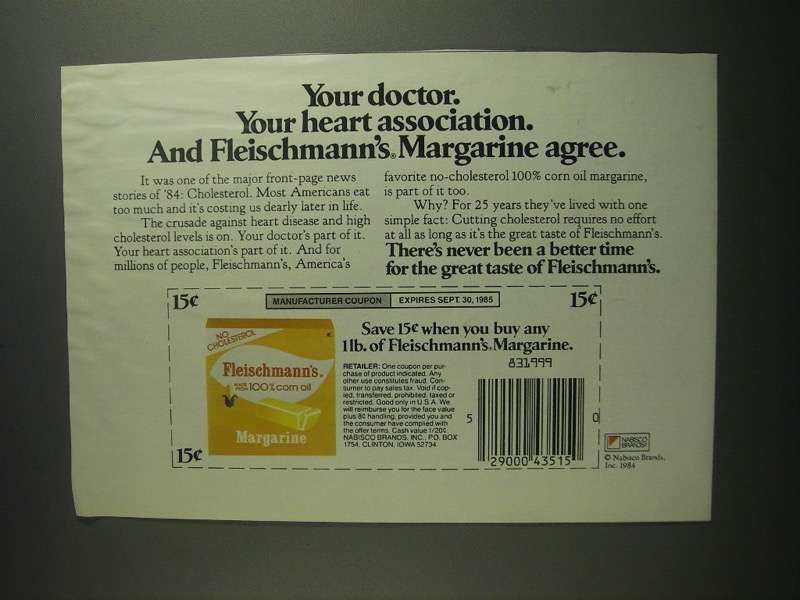 Your doctor.
Your heart association.
And Fleischmann's® Margarine agree.
It was one of the major front-page news
stories of '84: Cholesterol. Most Americans eat
too much and it's costing us dearly later in life.
The crusade against heart disease and high
cholesterol levels is on. Your doctor's part of it.
Your heart association's part of it. And for
millions of people, Fleischmann's, America's
favorite no-cholesterol 100% corn oil margarine,
is part of it too.
Why? For 25 years they've lived with one
simple fact: Cutting cholesterol requires no effort
at all as long as it's the great taste of Fleischmann's.
There's never been a better time
for the great taste of Fleischmann's.
15¢
MANUFACTURER COUPON
EXPIRES SEPT. 30, 1985
15¢
NO
CHOLESTEROL
K
Fleischmann's®
MADE FROM 100% corn oil
Margarine
15¢
Save 15¢ when you buy any
1 lb. of Fleischmann's® Margarine.
RETAILER: One coupon per pur-
chase of product indicated. Any
other use constitutes fraud. Con-
sumer to pay sales tax. Void if cop-
ied, transferred, prohibited, taxed or
restricted. Good only in U.S.A. We
will reimburse you for the face value
plus 8¢ handling, provided you and
the consumer have complied with
the offer terms. Cash value 1/20¢
NABISCO BRANDS, INC., P.O. BOX
1754, CLINTON, IOWA 52734.
831999
5
0
29000 43515
NABISCO
BRANDS
© Nabisco Brands,
Inc. 1984